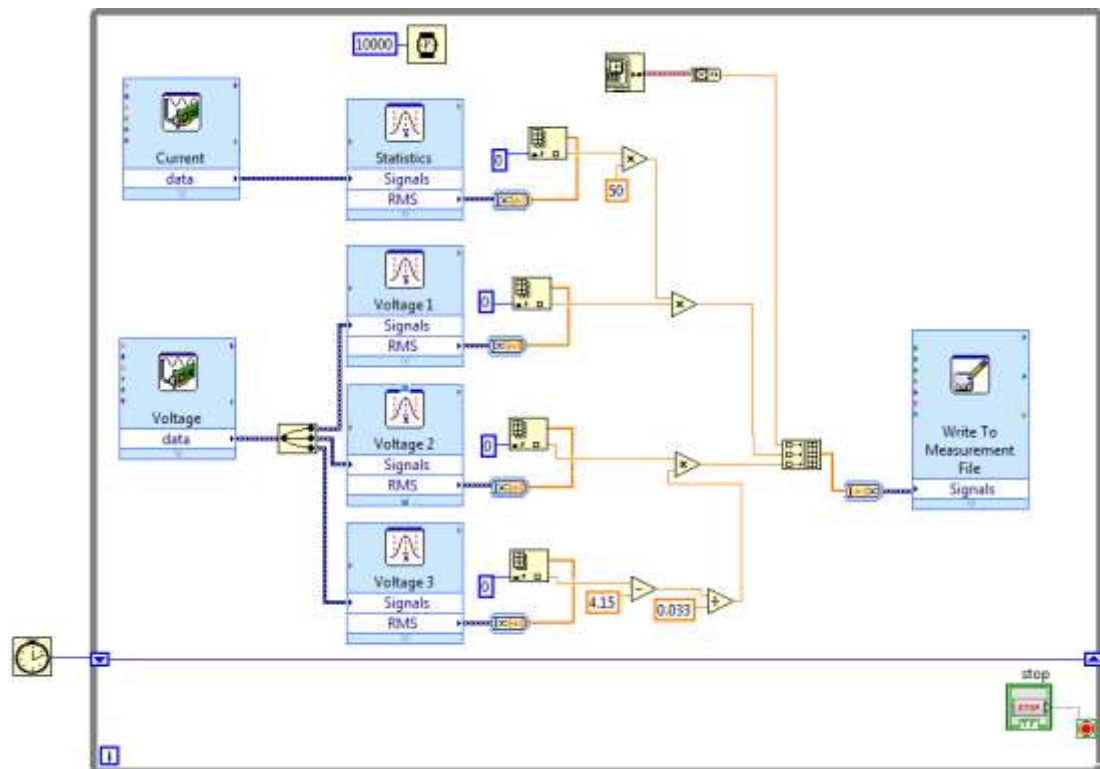 10000
Current
data
Statistics
Signals
RMS
0
50
Voltage 1
Signals
RMS
0
Voltage
data
Voltage 2
Signals
RMS
0
Write To
Measurement
File
Signals
Voltage 3
Signals
RMS
0
4.15
0.033
stop
STOP
i